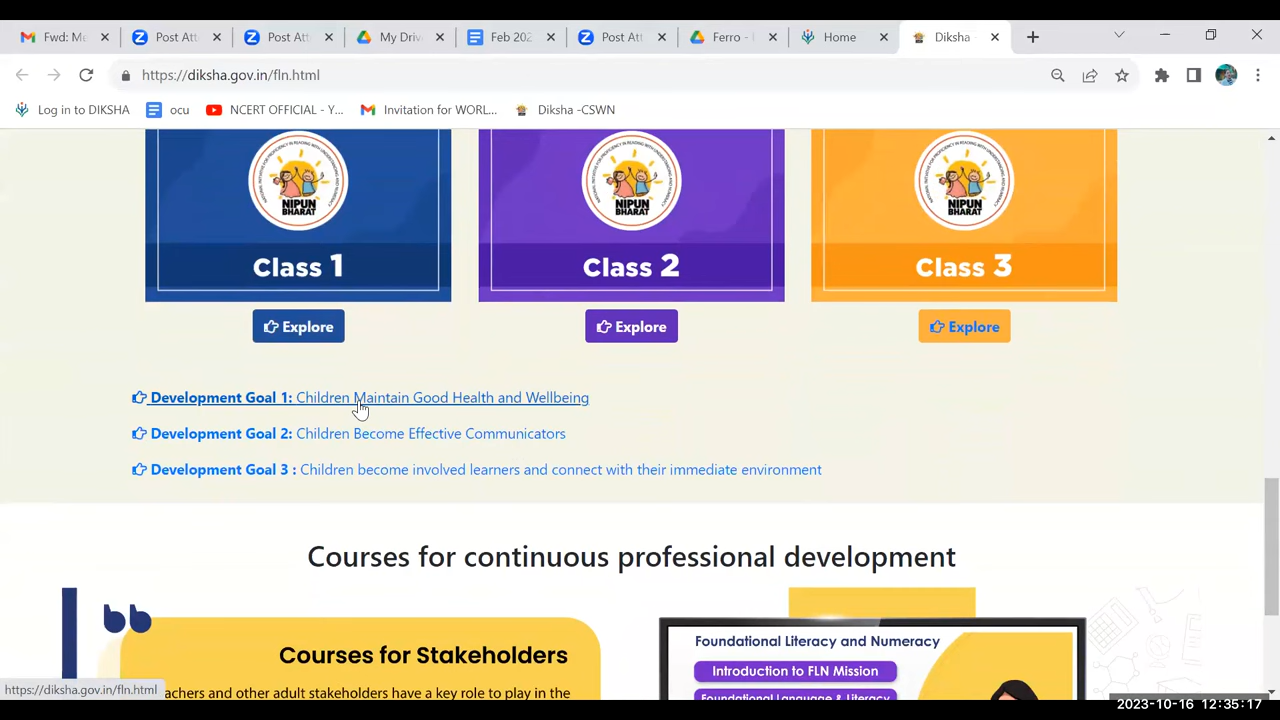 Fwd: Me
Post Att
Post Att
My Driv
Feb 202
Post Att
Ferro -
Home
Diksha
https://diksha.gov.in/fln.html
Log in to DIKSHA
ocu
NCERT OFFICIAL - Y...
Invitation for WORL...
Diksha -CSWN
NIPUN
BHARAT
NIPUN
BHARAT
NIPUN
BHARAT
Class 1
Class 2
Class 3
Explore
Explore
Explore
Development Goal 1: Children Maintain Good Health and Wellbeing
Development Goal 2: Children Become Effective Communicators
Development Goal 3 : Children become involved learners and connect with their immediate environment
Courses for continuous professional development
Courses for Stakeholders
achers and other adult stakeholders have a key role to play in the
Foundational Literacy and Numeracy
Introduction to FLN Mission
Foundational Language & Literacy
https://diksha.gov.in/fln.html
2023-10-16 12:35:17